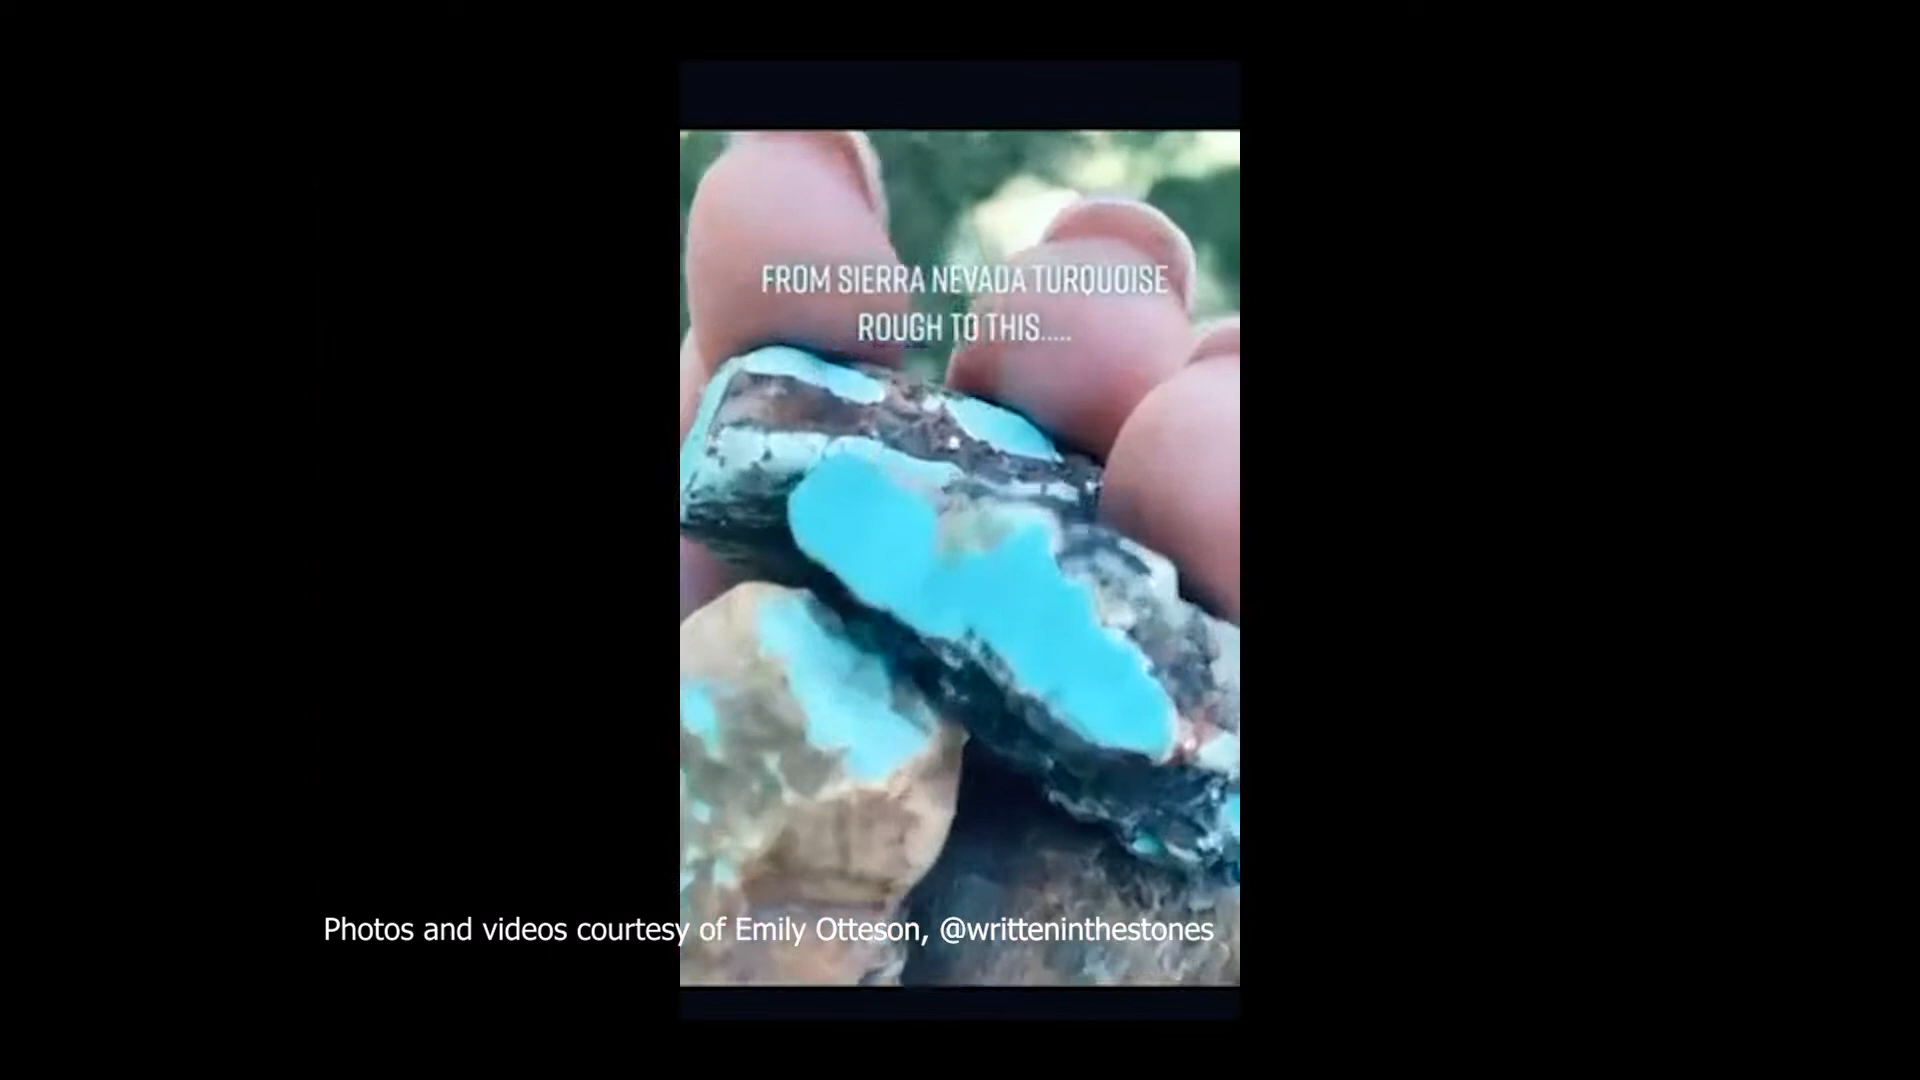 FROM SIERRA NEVADA TURQUOISE
ROUGH TO THIS.....
Photos and videos courtesy of Emily Otteson, @writteninthestones